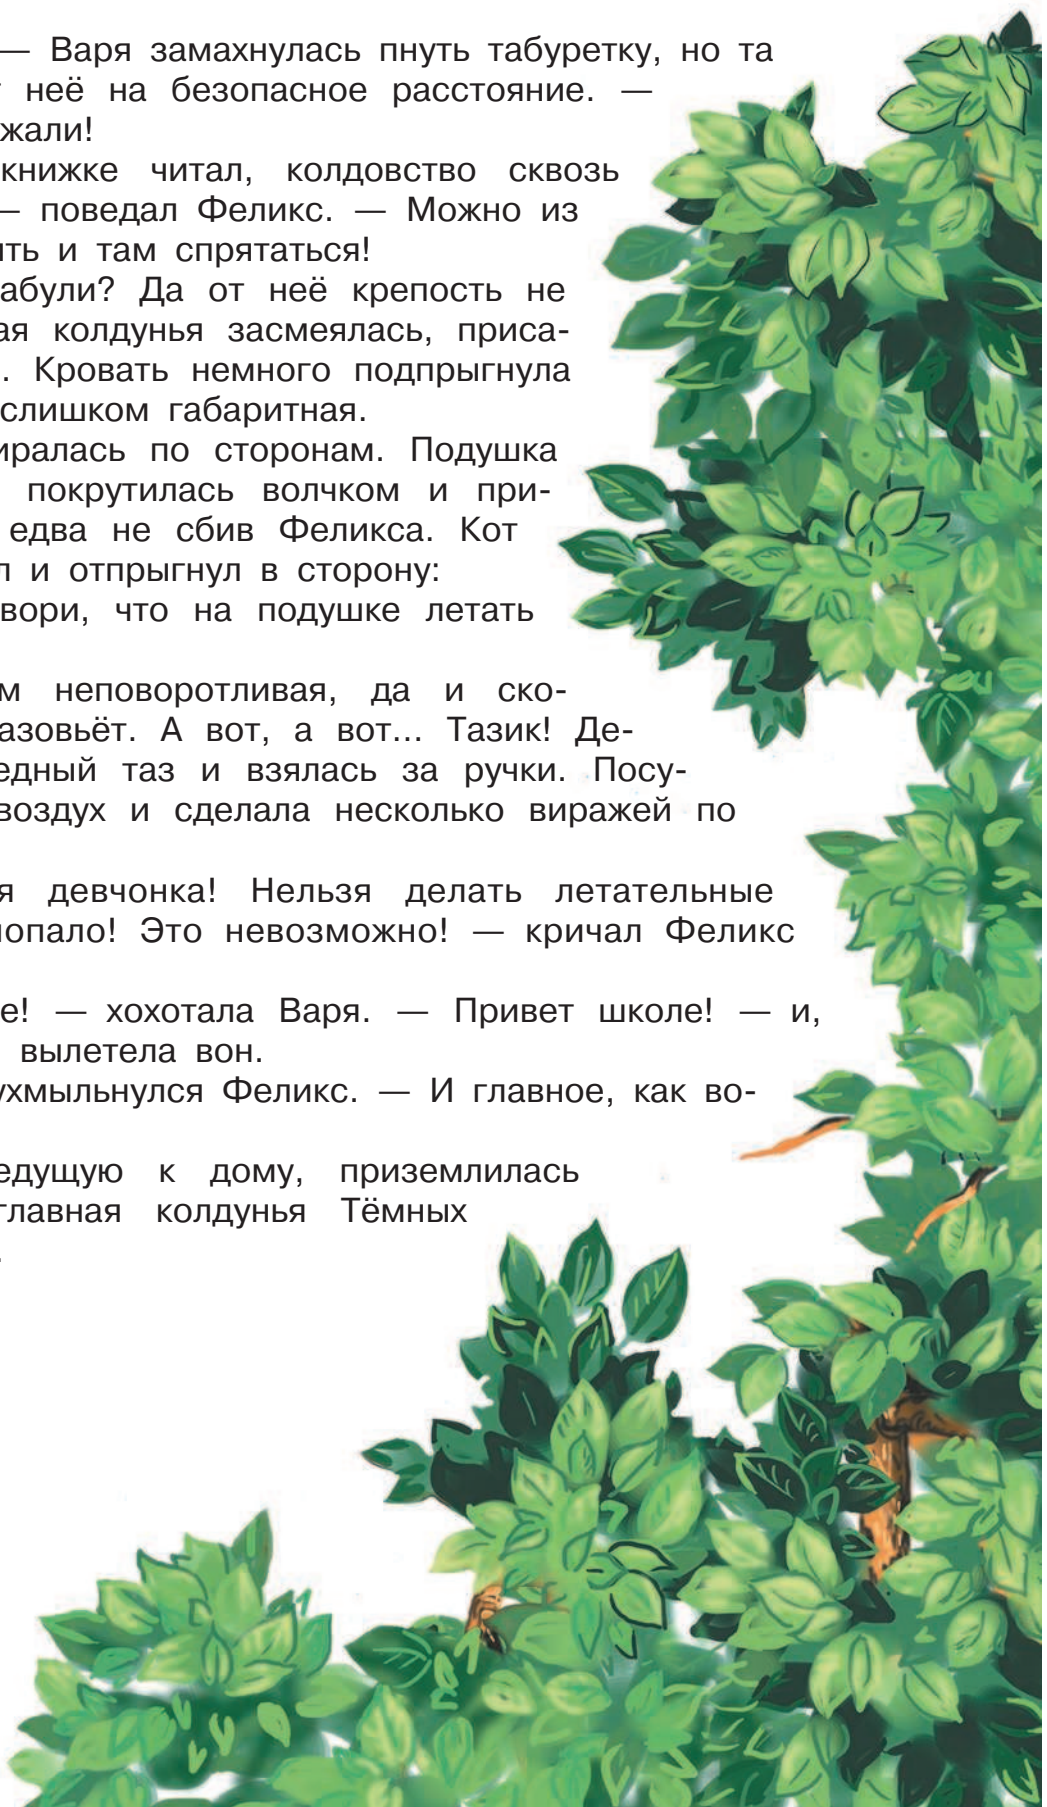 — Варя замахнулась пнуть табуретку, но та
неё на безопасное расстояние. —
жали!
книжке читал, колдовство сквозь
— поведал Феликс. — Можно из
ить и там спрятаться!
абули? Да от неё крепость не
ая колдунья засмеялась, приса-
. Кровать немного подпрыгнула
слишком габаритная.
иралась по сторонам. Подушка
покрутилась волчком и при-
едва не сбив Феликса. Кот
л и отпрыгнул в сторону:
вори, что на подушке летать
м неповоротливая, да и ско-
азовьёт. А вот, а вот... Тазик! Де-
едный таз и взялась за ручки. Посу-
воздух и сделала несколько виражей по
я девчонка! Нельзя делать летательные
попало! Это невозможно! — кричал Феликс
е! — хохотала Варя. — Привет школе! — и,
вылетела вон.
ухмыльнулся Феликс. — И главное, как во-
едущую к дому, приземлилась
главная колдунья Тёмных
.